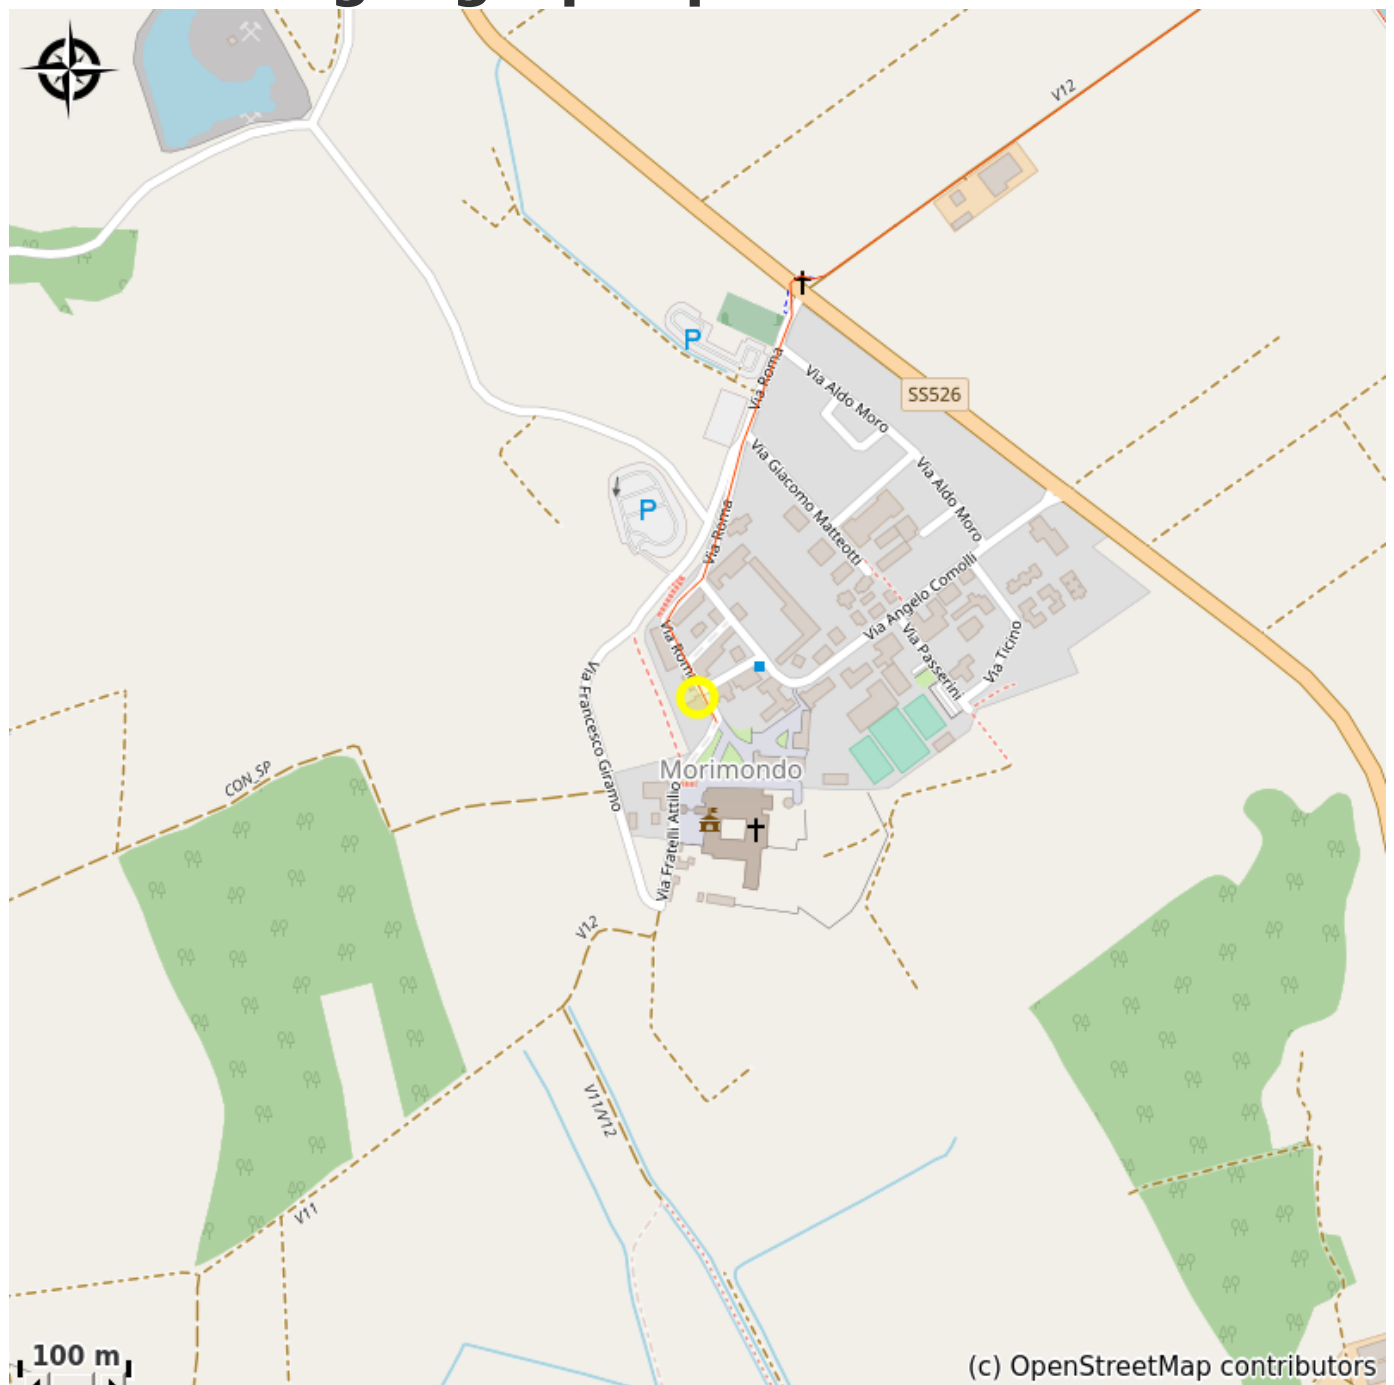 V12
P
Via Roma
Via Aldo Moro
SS526
Via Giacomo Matteotti
Via Aldo Moro
P
Via Roma
Via Angelo Comolli
Via Roma
Via Passerini
Via Ticino
Via Francesco Giramo
Morimondo
CON_SP
Via Fratelli Attilio
V12
V11/V12
V11
100 m
(c) OpenStreetMap contributors